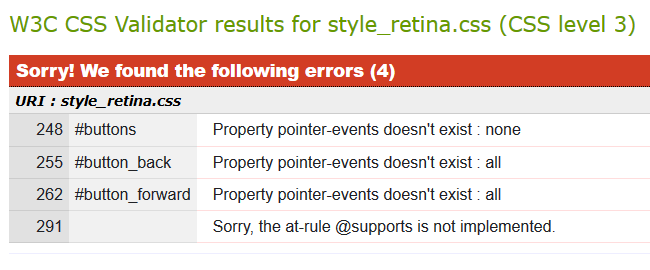 W3C CSS Validator results for style_retina.css (CSS level 3)
Sorry! We found the following errors (4)
URI : style_retina.css
248 #buttons Property pointer-events doesn't exist : none
255 #button_back Property pointer-events doesn't exist : all
262 #button_forward Property pointer-events doesn't exist : all
291 Sorry, the at-rule @supports is not implemented.